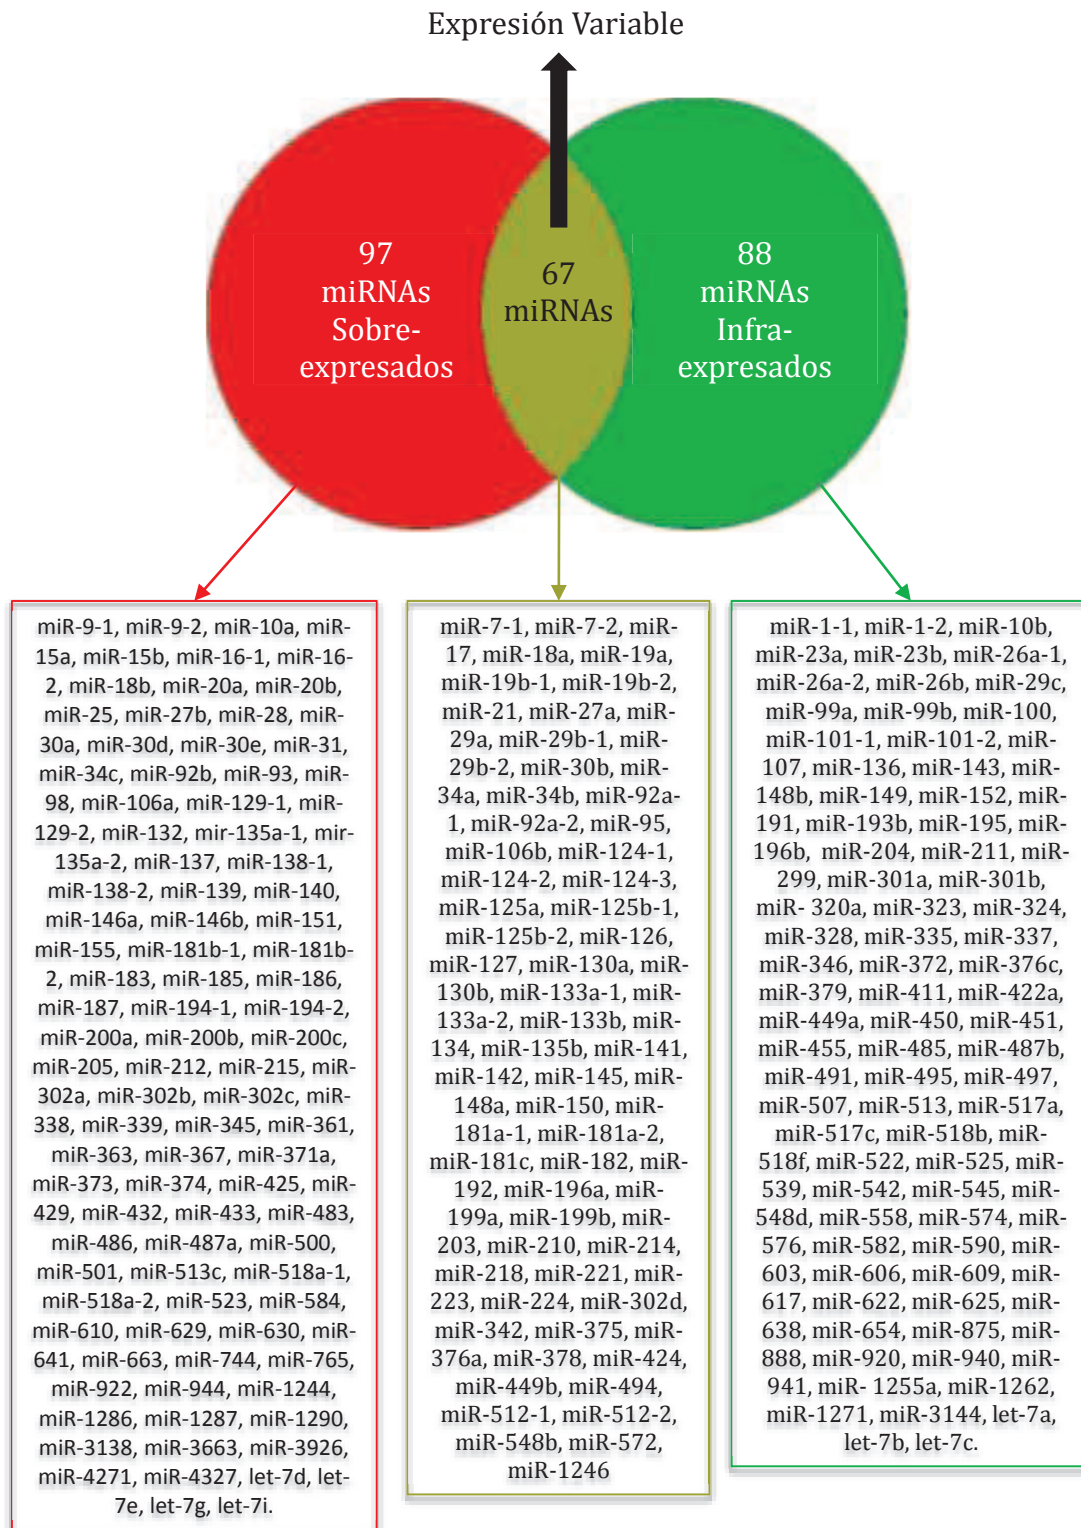 Expresión Variable
97
miRNAs
Sobre-
expresados
67
miRNAs
88
miRNAs
Infra-
expresados
miR-9-1, miR-9-2, miR-10a, miR-
15a, miR-15b, miR-16-1, miR-16-
2, miR-18b, miR-20a, miR-20b,
miR-25, miR-27b, miR-28, miR-
30a, miR-30d, miR-30e, miR-31,
miR-34c, miR-92b, miR-93, miR-
98, miR-106a, miR-129-1, miR-
129-2, miR-132, mir-135a-1, mir-
135a-2, miR-137, miR-138-1,
miR-138-2, miR-139, miR-140,
miR-146a, miR-146b, miR-151,
miR-155, miR-181b-1, miR-181b-
2, miR-183, miR-185, miR-186,
miR-187, miR-194-1, miR-194-2,
miR-200a, miR-200b, miR-200c,
miR-205, miR-212, miR-215, miR-
302a, miR-302b, miR-302c, miR-
338, miR-339, miR-345, miR-361,
miR-363, miR-367, miR-371a,
miR-373, miR-374, miR-425, miR-
429, miR-432, miR-433, miR-483,
miR-486, miR-487a, miR-500,
miR-501, miR-513c, miR-518a-1,
miR-518a-2, miR-523, miR-584,
miR-610, miR-629, miR-630, miR-
641, miR-663, miR-744, miR-765,
miR-922, miR-944, miR-1244,
miR-1286, miR-1287, miR-1290,
miR-3138, miR-3663, miR-3926,
miR-4271, miR-4327, let-7d, let-
7e, let-7g, let-7i.
miR-7-1, miR-7-2, miR-
17, miR-18a, miR-19a,
miR-19b-1, miR-19b-2,
miR-21, miR-27a, miR-
29a, miR-29b-1, miR-
29b-2, miR-30b, miR-
34a, miR-34b, miR-92a-
1, miR-92a-2, miR-95,
miR-106b, miR-124-1,
miR-124-2, miR-124-3,
miR-125a, miR-125b-1,
miR-125b-2, miR-126,
miR-127, miR-130a, miR-
130b, miR-133a-1, miR-
133a-2, miR-133b, miR-
134, miR-135b, miR-141,
miR-142, miR-145, miR-
148a, miR-150, miR-
181a-1, miR-181a-2,
miR-181c, miR-182, miR-
192, miR-196a, miR-
199a, miR-199b, miR-
203, miR-210, miR-214,
miR-218, miR-221, miR-
223, miR-224, miR-302d,
miR-342, miR-375, miR-
376a, miR-378, miR-424,
miR-449b, miR-494,
miR-512-1, miR-512-2,
miR-548b, miR-572,
miR-1246
miR-1-1, miR-1-2, miR-10b,
miR-23a, miR-23b, miR-26a-1,
miR-26a-2, miR-26b, miR-29c,
miR-99a, miR-99b, miR-100,
miR-101-1, miR-101-2, miR-
107, miR-136, miR-143, miR-
148b, miR-149, miR-152, miR-
191, miR-193b, miR-195, miR-
196b, miR-204, miR-211, miR-
299, miR-301a, miR-301b,
miR- 320a, miR-323, miR-324,
miR-328, miR-335, miR-337,
miR-346, miR-372, miR-376c,
miR-379, miR-411, miR-422a,
miR-449a, miR-450, miR-451,
miR-455, miR-485, miR-487b,
miR-491, miR-495, miR-497,
miR-507, miR-513, miR-517a,
miR-517c, miR-518b, miR-
518f, miR-522, miR-525, miR-
539, miR-542, miR-545, miR-
548d, miR-558, miR-574, miR-
576, miR-582, miR-590, miR-
603, miR-606, miR-609, miR-
617, miR-622, miR-625, miR-
638, miR-654, miR-875, miR-
888, miR-920, miR-940, miR-
941, miR- 1255a, miR-1262,
miR-1271, miR-3144, let-7a,
let-7b, let-7c.